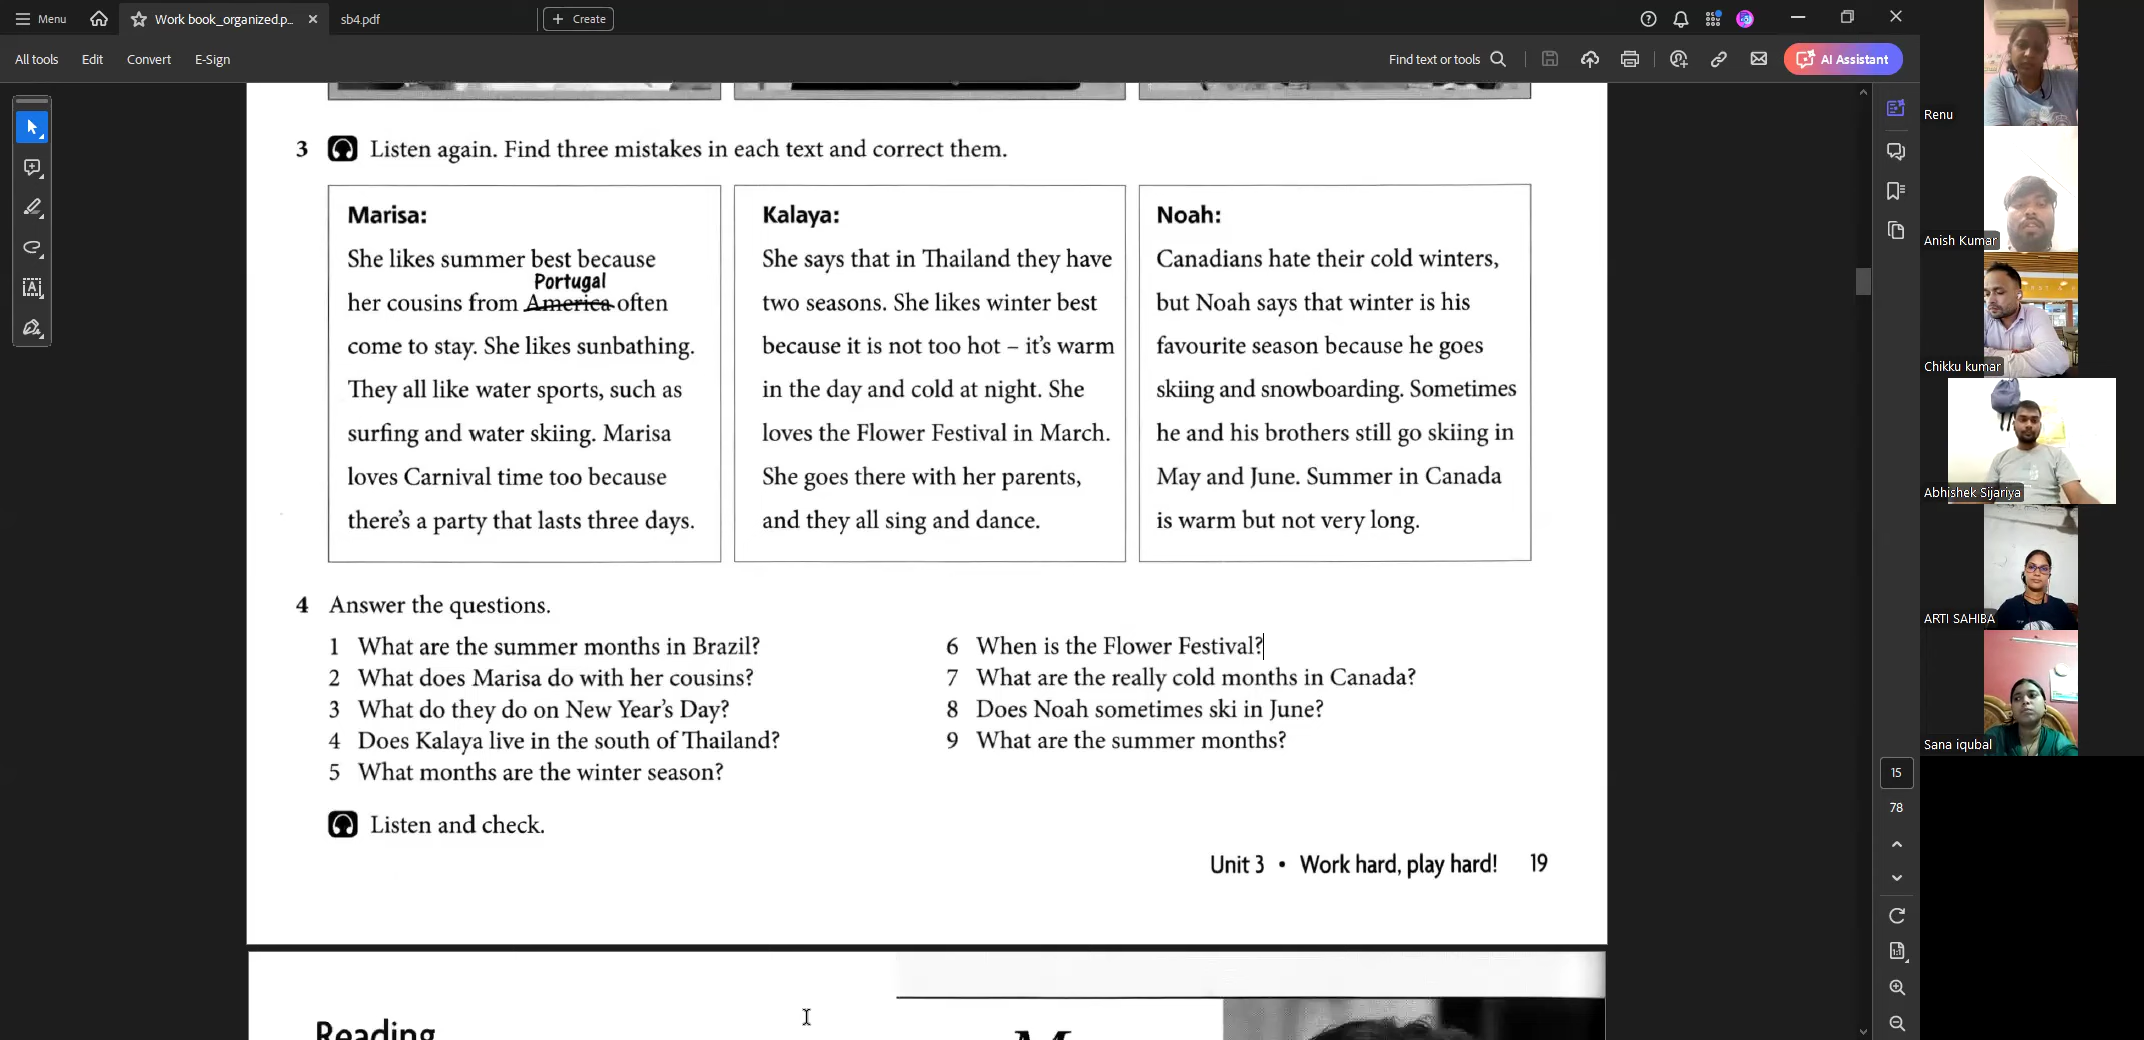 Menu
Work book_organized.p...
sb4.pdf
Create
All tools
Edit
Convert
E-Sign
Find text or tools
AI Assistant
3 Listen again. Find three mistakes in each text and correct them.
Marisa:
She likes summer best because
Portugal
her cousins from America often
come to stay. She likes sunbathing.
They all like water sports, such as
surfing and water skiing. Marisa
loves Carnival time too because
there's a party that lasts three days.
Kalaya:
She says that in Thailand they have
two seasons. She likes winter best
because it is not too hot – it's warm
in the day and cold at night. She
loves the Flower Festival in March.
She goes there with her parents,
and they all sing and dance.
Noah:
Canadians hate their cold winters,
but Noah says that winter is his
favourite season because he goes
skiing and snowboarding. Sometimes
he and his brothers still go skiing in
May and June. Summer in Canada
is warm but not very long.
4 Answer the questions.
1 What are the summer months in Brazil?
2 What does Marisa do with her cousins?
3 What do they do on New Year's Day?
4 Does Kalaya live in the south of Thailand?
5 What months are the winter season?
6 When is the Flower Festival?
7 What are the really cold months in Canada?
8 Does Noah sometimes ski in June?
9 What are the summer months?
Listen and check.
Unit 3 • Work hard, play hard! 19
Reading
15
78
Renu
Anish Kumar
Chikku kumar
Abhishek Sijariya
ARTI SAHIBA
Sana iqubal